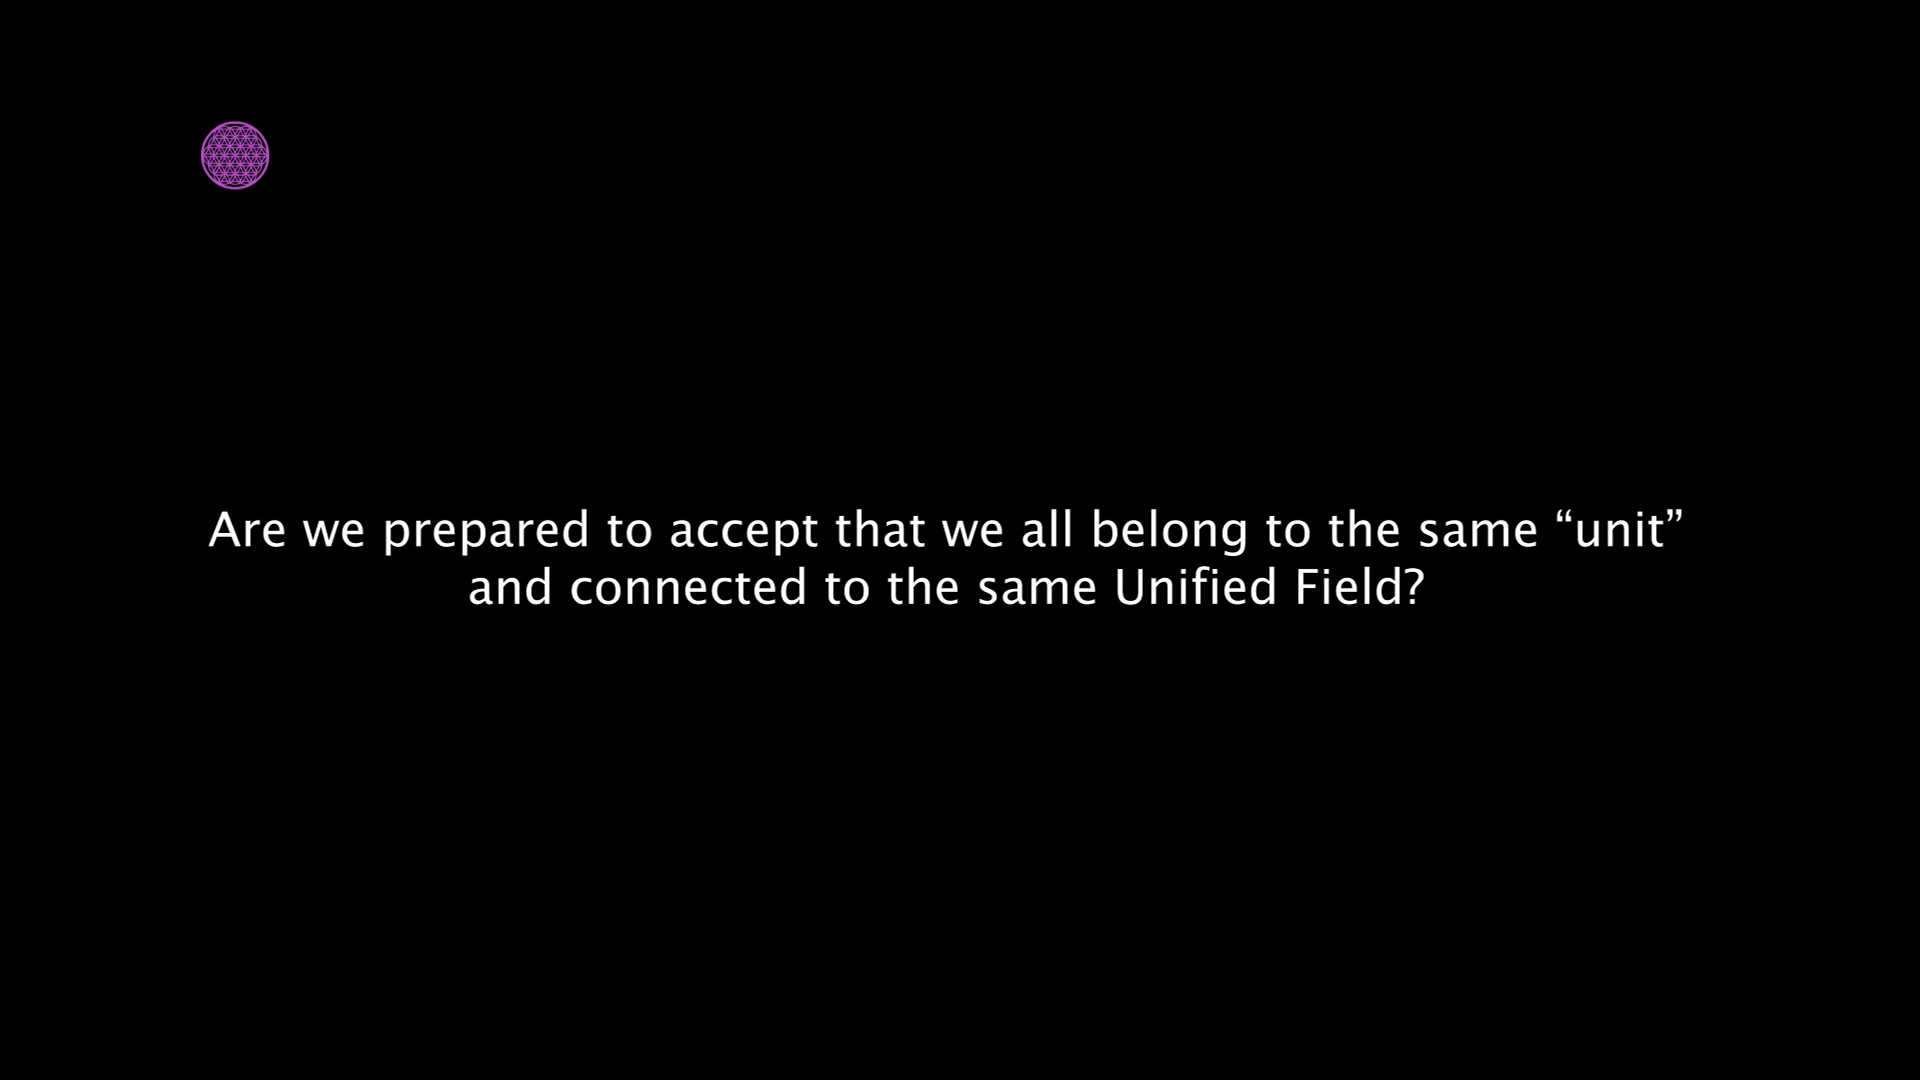 Are we prepared to accept that we all belong to the same “unit”
and connected to the same Unified Field?